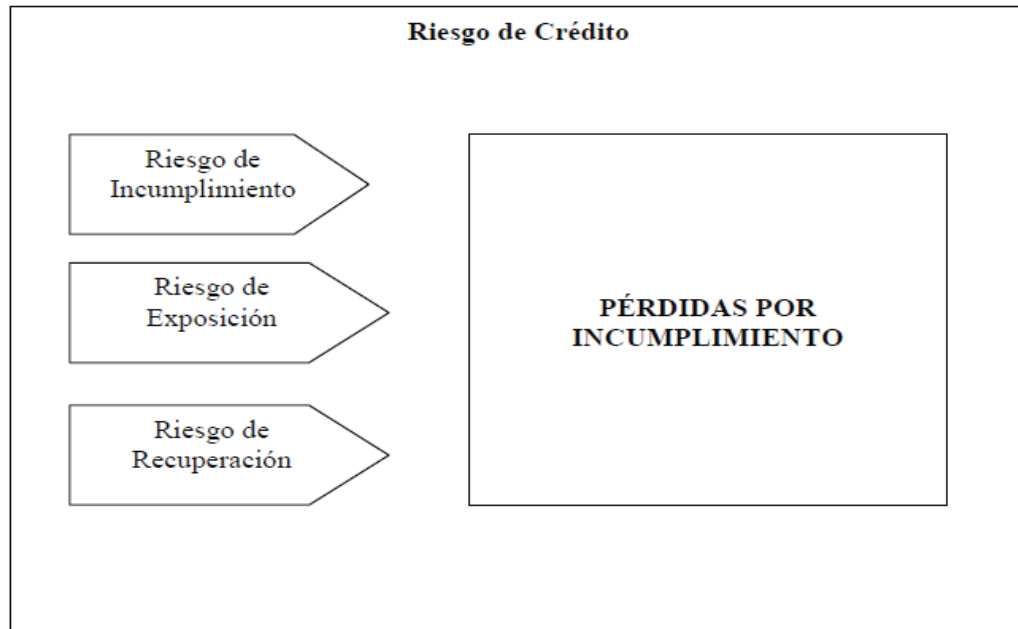 Riesgo de Crédito
Riesgo de
Incumplimiento
Riesgo de
Exposición
Riesgo de
Recuperación
PÉRDIDAS POR
INCUMPLIMIENTO